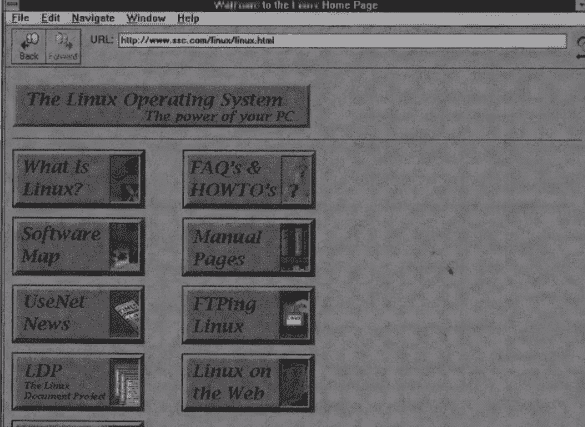 Welcome to the Linux Home Page
File Edit Navigate Window Help
Back Forward URL: http://www.ssc.com/linux/linux.html
The Linux Operating System
The power of your PC
What is
Linux?
FAQ's &
HOWTO's
Software
Map
Manual
Pages
UseNet
News
FTPing
Linux
LDP
The Linux
Document Project
Linux on
the Web